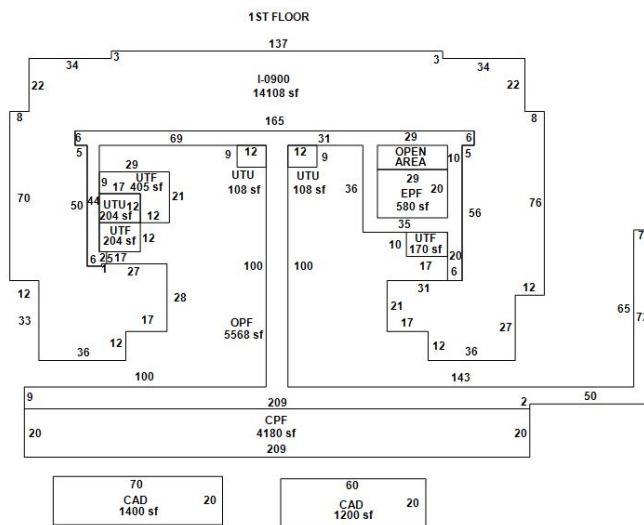 1ST FLOOR
137
34 3 3 34
22 I-0900 22
14108 sf
8 8
165
6 69 31 29 6
5 9 12 12 9 OPEN 10 5
AREA
29 UTU UTU
9 UTF 108 sf 108 sf 29
17 405 sf 21 36 EPF 20
70 50 44 UTU 12 580 sf 56 76
204 sf 12
UTF 12 35
204 sf 10 UTF 20
170 sf
6 25 17 17
1 27 100 100 31 6
12 28 21 12
33 17 OPF 17 27 65
12 5568 sf 12
36 36
100 143
7
72
9 209 2 50
20 CPF 20
4180 sf
209
70 60
CAD 20 CAD 20
1400 sf 1200 sf